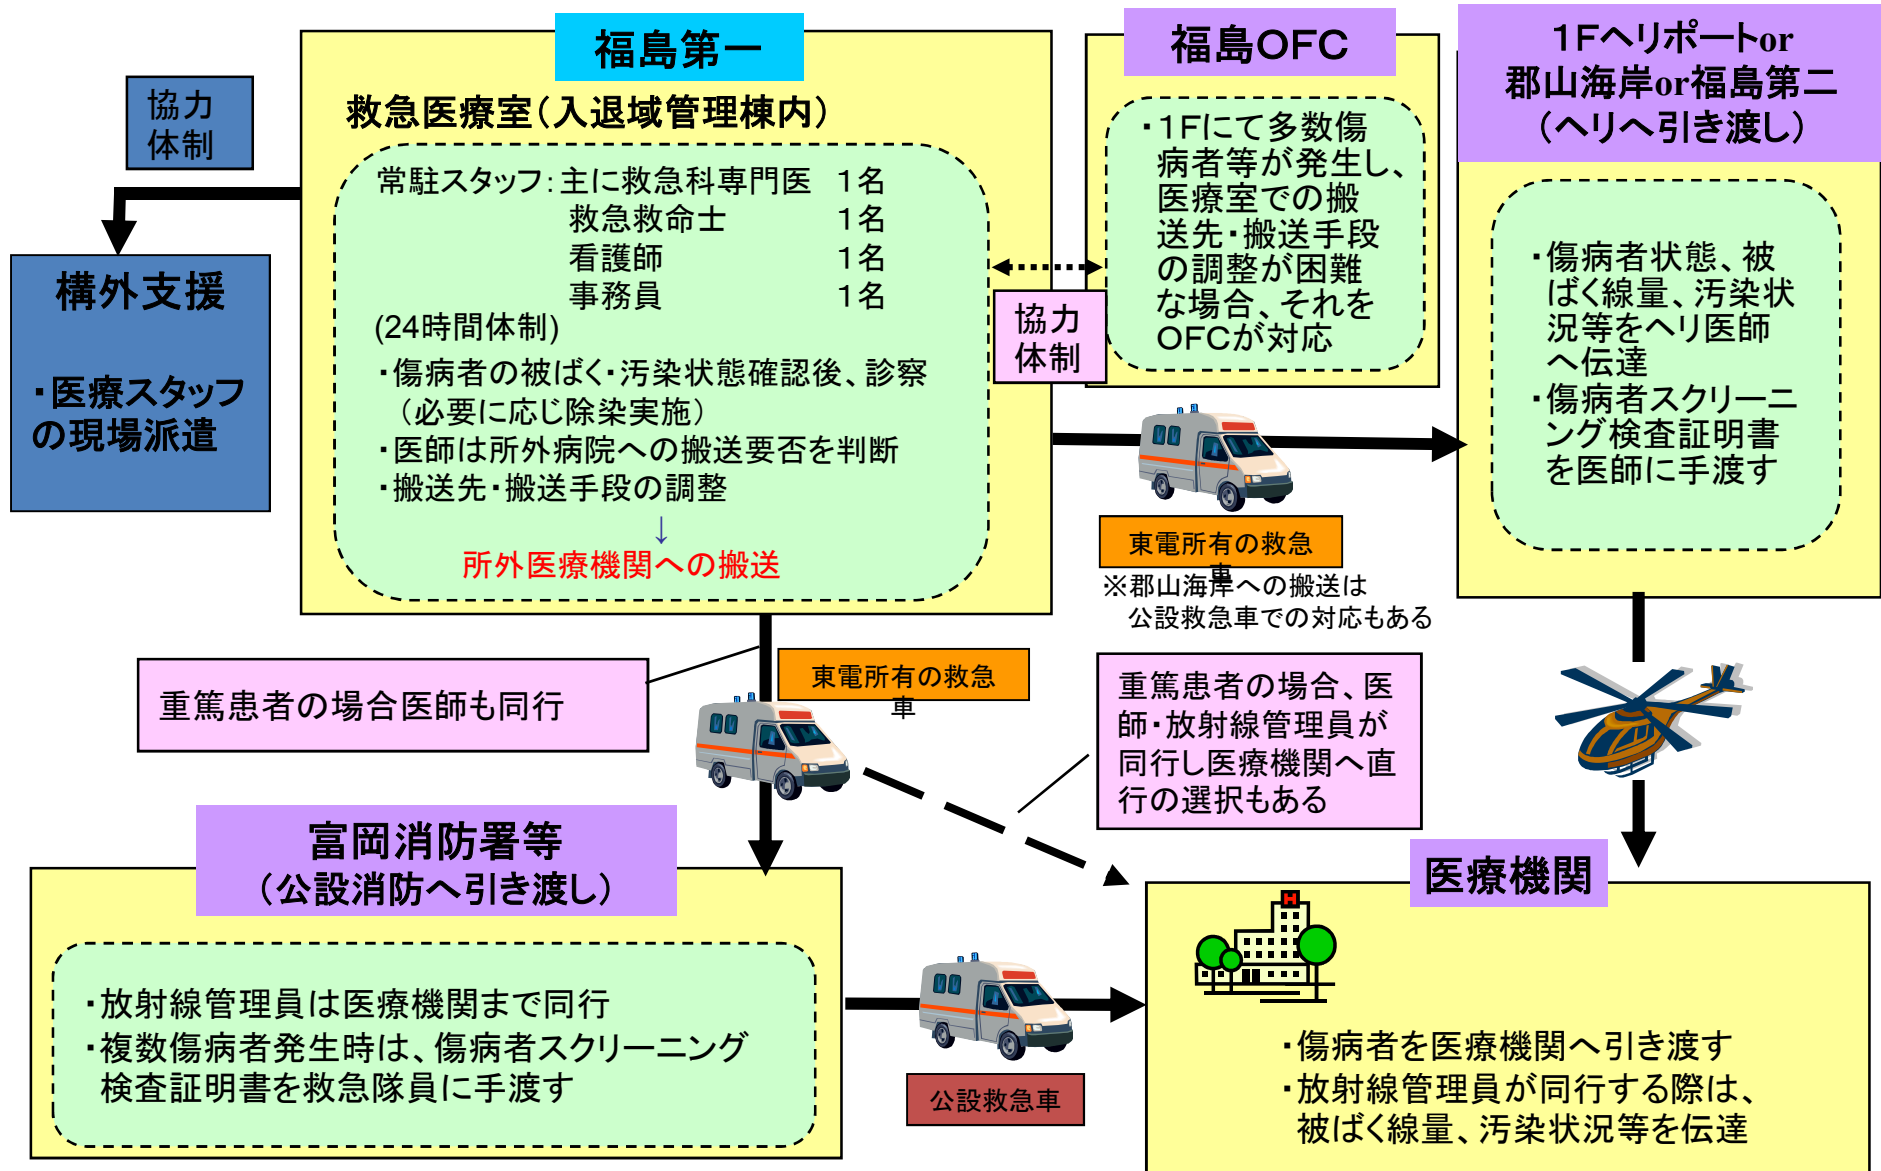 福島第一
救急医療室（入退域管理棟内）
常駐スタッフ：主に救急科専門医　１名
救急救命士　１名
看護師　１名
事務員　１名
(24時間体制)
・傷病者の被ばく・汚染状態確認後、診察
（必要に応じ除染実施）
・医師は所外病院への搬送要否を判断
・搬送先・搬送手段の調整
↓
所外医療機関への搬送
協力
体制
構外支援
・医療スタッフ
の現場派遣
福島ＯＦＣ
・１Ｆにて多数傷
病者等が発生し、
医療室での搬
送先・搬送手段
の調整が困難
な場合、それを
ＯＦＣが対応
協力
体制
１Fヘリポートor
郡山海岸or福島第二
（ヘリへ引き渡し）
・傷病者状態、被
ばく線量、汚染状
況等をヘリ医師
へ伝達
・傷病者スクリーニ
ング検査証明書
を医師に手渡す
東電所有の救急
車
※郡山海岸への搬送は
公設救急車での対応もある
重篤患者の場合医師も同行
東電所有の救急
車
重篤患者の場合、医
師・放射線管理員が
同行し医療機関へ直
行の選択もある
富岡消防署等
（公設消防へ引き渡し）
・放射線管理員は医療機関まで同行
・複数傷病者発生時は、傷病者スクリーニング
検査証明書を救急隊員に手渡す
公設救急車
医療機関
H
・傷病者を医療機関へ引き渡す
・放射線管理員が同行する際は、
被ばく線量、汚染状況等を伝達